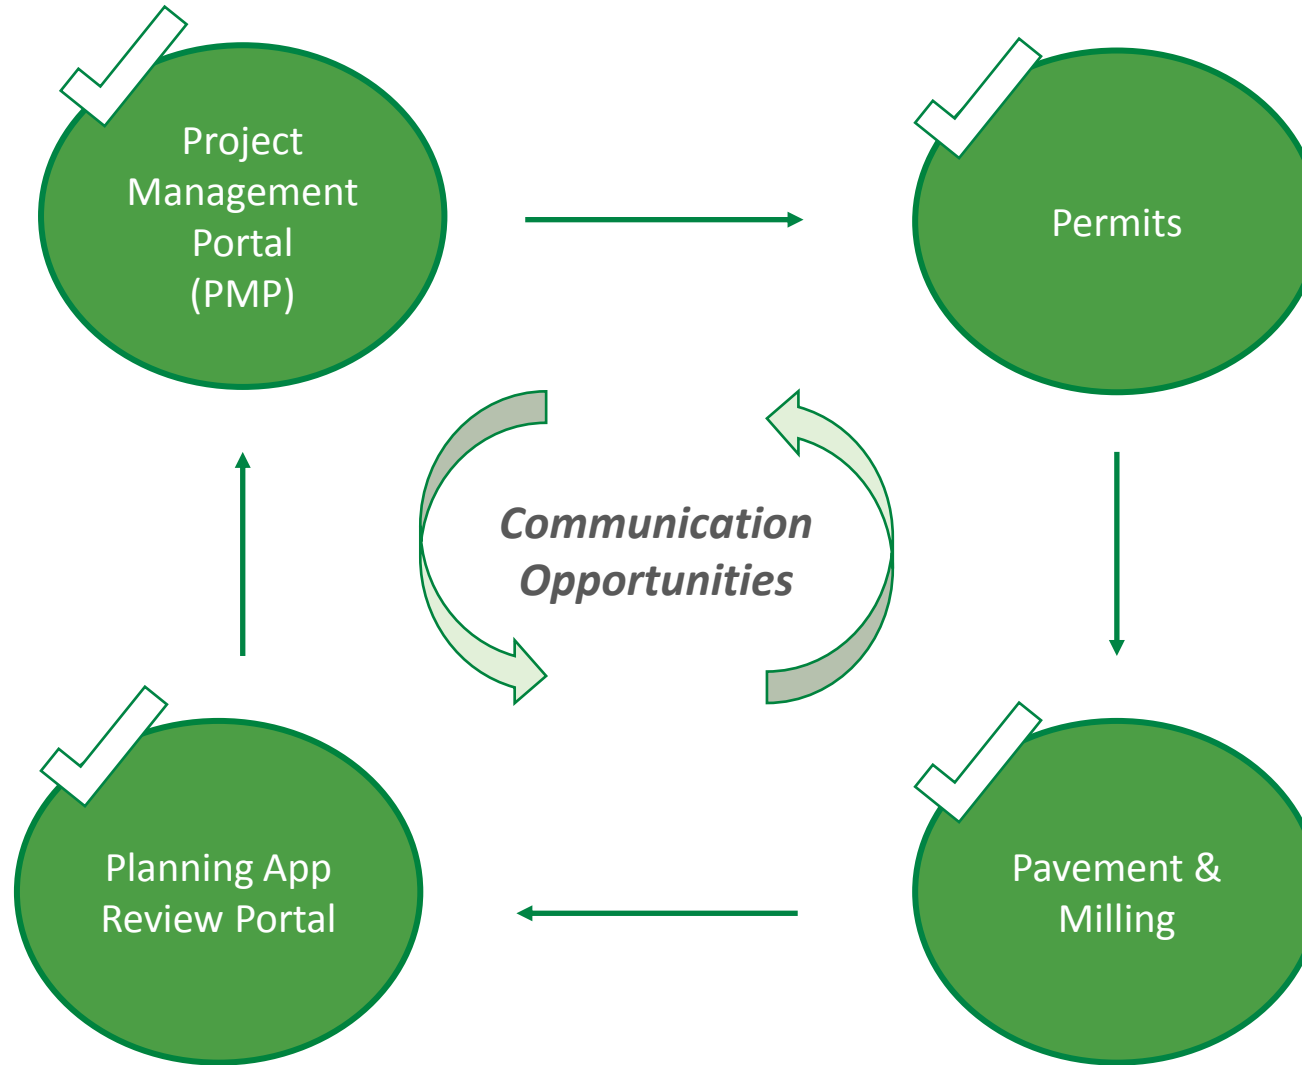 Project
Management
Portal
(PMP)
Permits
Communication
Opportunities
Planning App
Review Portal
Pavement &
Milling